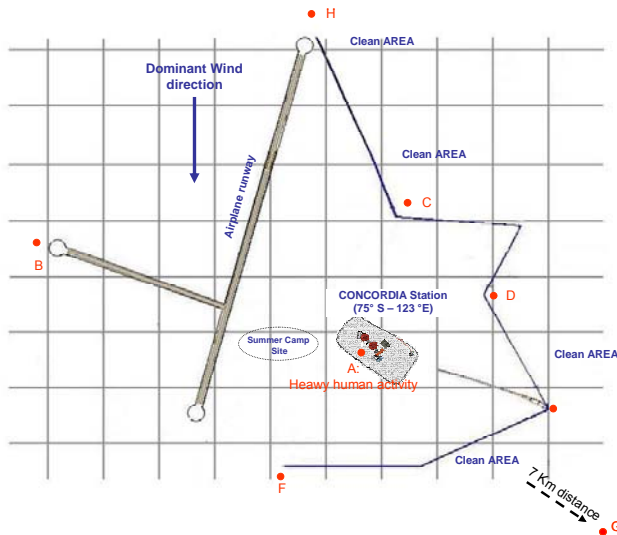 H
Clean AREA
Dominant Wind
direction
Clean AREA
Airplane runway
C
B
CONCORDIA Station
(75° S – 123 °E)
D
Summer Camp
Site
Clean AREA
A:
Heavy human activity
Clean AREA
F
7 Km distance
G